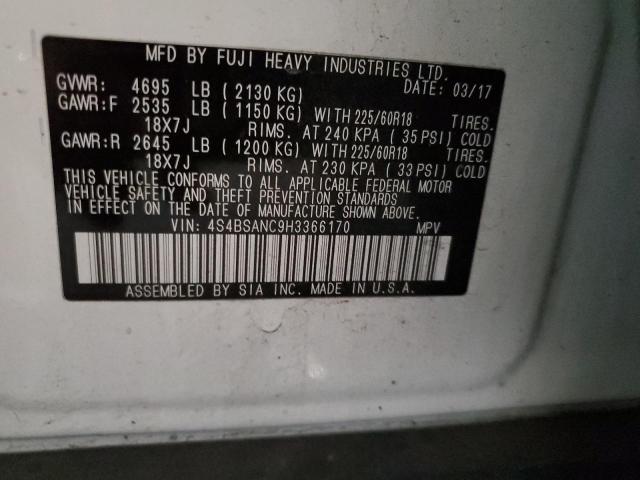 MFD BY FUJI HEAVY INDUSTRIES LTD.
GVWR: 4695 LB (2130 KG) DATE: 03/17
GAWR:F 2535 LB (1150 KG) WITH 225/60R18 TIRES.
18X7J RIMS. AT 240 KPA (35 PSI) COLD
GAWR:R 2645 LB (1200 KG) WITH 225/60R18 TIRES.
18X7J RIMS. AT 230 KPA (33 PSI) COLD
THIS VEHICLE CONFORMS TO ALL APPLICABLE FEDERAL MOTOR
VEHICLE SAFETY AND THEFT PREVENTION STANDARDS
IN EFFECT ON THE DATE OF MANUFACTURE SHOWN ABOVE.
VIN: 4S4BSANC9H3366170 MPV
ASSEMBLED BY SIA INC. MADE IN U.S.A.